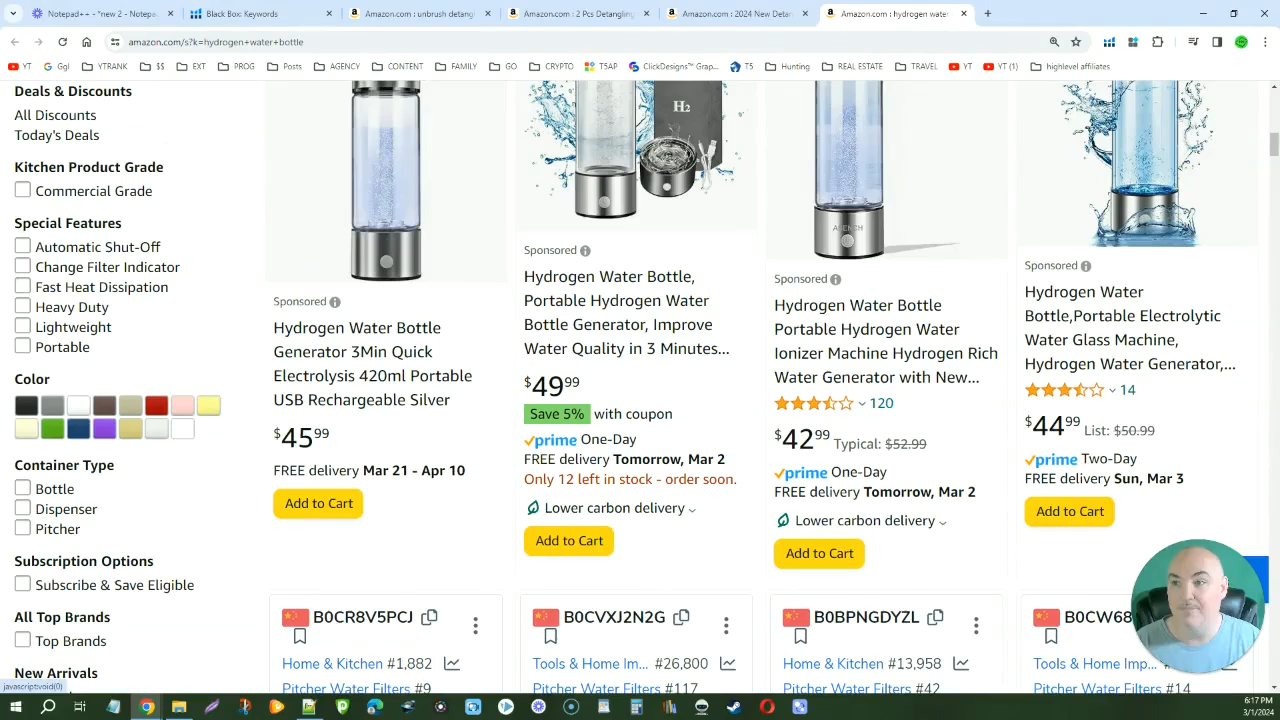 Notepad++ - *new 2 - Notepad
Black Box: Keywords
Amazon.com : unbreak detangl
Amazon.com : 2 Pcs Detangling
Amazon.com : 2024 New Detan
Amazon.com : hydrogen water
amazon.com/s?k=hydrogen+water+bottle
YT
Ggl
YTRANK
$$
EXT
PROG
Posts
AGENCY
CONTENT
FAMILY
GO
CRYPTO
T5AP
ClickDesigns™ Grap...
T5
Hunting
REAL ESTATE
TRAVEL
YT
YT (1)
highlevel affiliates
Deals & Discounts
All Discounts
Today's Deals
Kitchen Product Grade
Commercial Grade
Special Features
Automatic Shut-Off
Change Filter Indicator
Fast Heat Dissipation
Heavy Duty
Lightweight
Portable
Color
Container Type
Bottle
Dispenser
Pitcher
Subscription Options
Subscribe & Save Eligible
All Top Brands
Top Brands
New Arrivals
javascript:void(0)
Sponsored
Hydrogen Water Bottle
Generator 3Min Quick
Electrolysis 420ml Portable
USB Rechargeable Silver
$45 99
FREE delivery Mar 21 - Apr 10
Add to Cart
B0CR8V5PCJ
Home & Kitchen #1,882
Pitcher Water Filters #9
H2
Sponsored
Hydrogen Water Bottle,
Portable Hydrogen Water
Bottle Generator, Improve
Water Quality in 3 Minutes...
$49 99
Save 5% with coupon
prime One-Day
FREE delivery Tomorrow, Mar 2
Only 12 left in stock - order soon.
Lower carbon delivery
Add to Cart
B0CVXJ2N2G
Tools & Home Im... #26,800
Pitcher Water Filters #117
Sponsored
Hydrogen Water Bottle
Portable Hydrogen Water
Ionizer Machine Hydrogen Rich
Water Generator with New...
120
$42 99 Typical: $52.99
prime One-Day
FREE delivery Tomorrow, Mar 2
Lower carbon delivery
Add to Cart
B0BPNGDYZL
Home & Kitchen #13,958
Pitcher Water Filters #42
Sponsored
Hydrogen Water
Bottle,Portable Electrolytic
Water Glass Machine,
Hydrogen Water Generator,...
14
$44 99 List: $50.99
prime Two-Day
FREE delivery Sun, Mar 3
Add to Cart
B0CW68
Tools & Home Imp...
Pitcher Water Filters #14
6:17 PM
3/1/2024